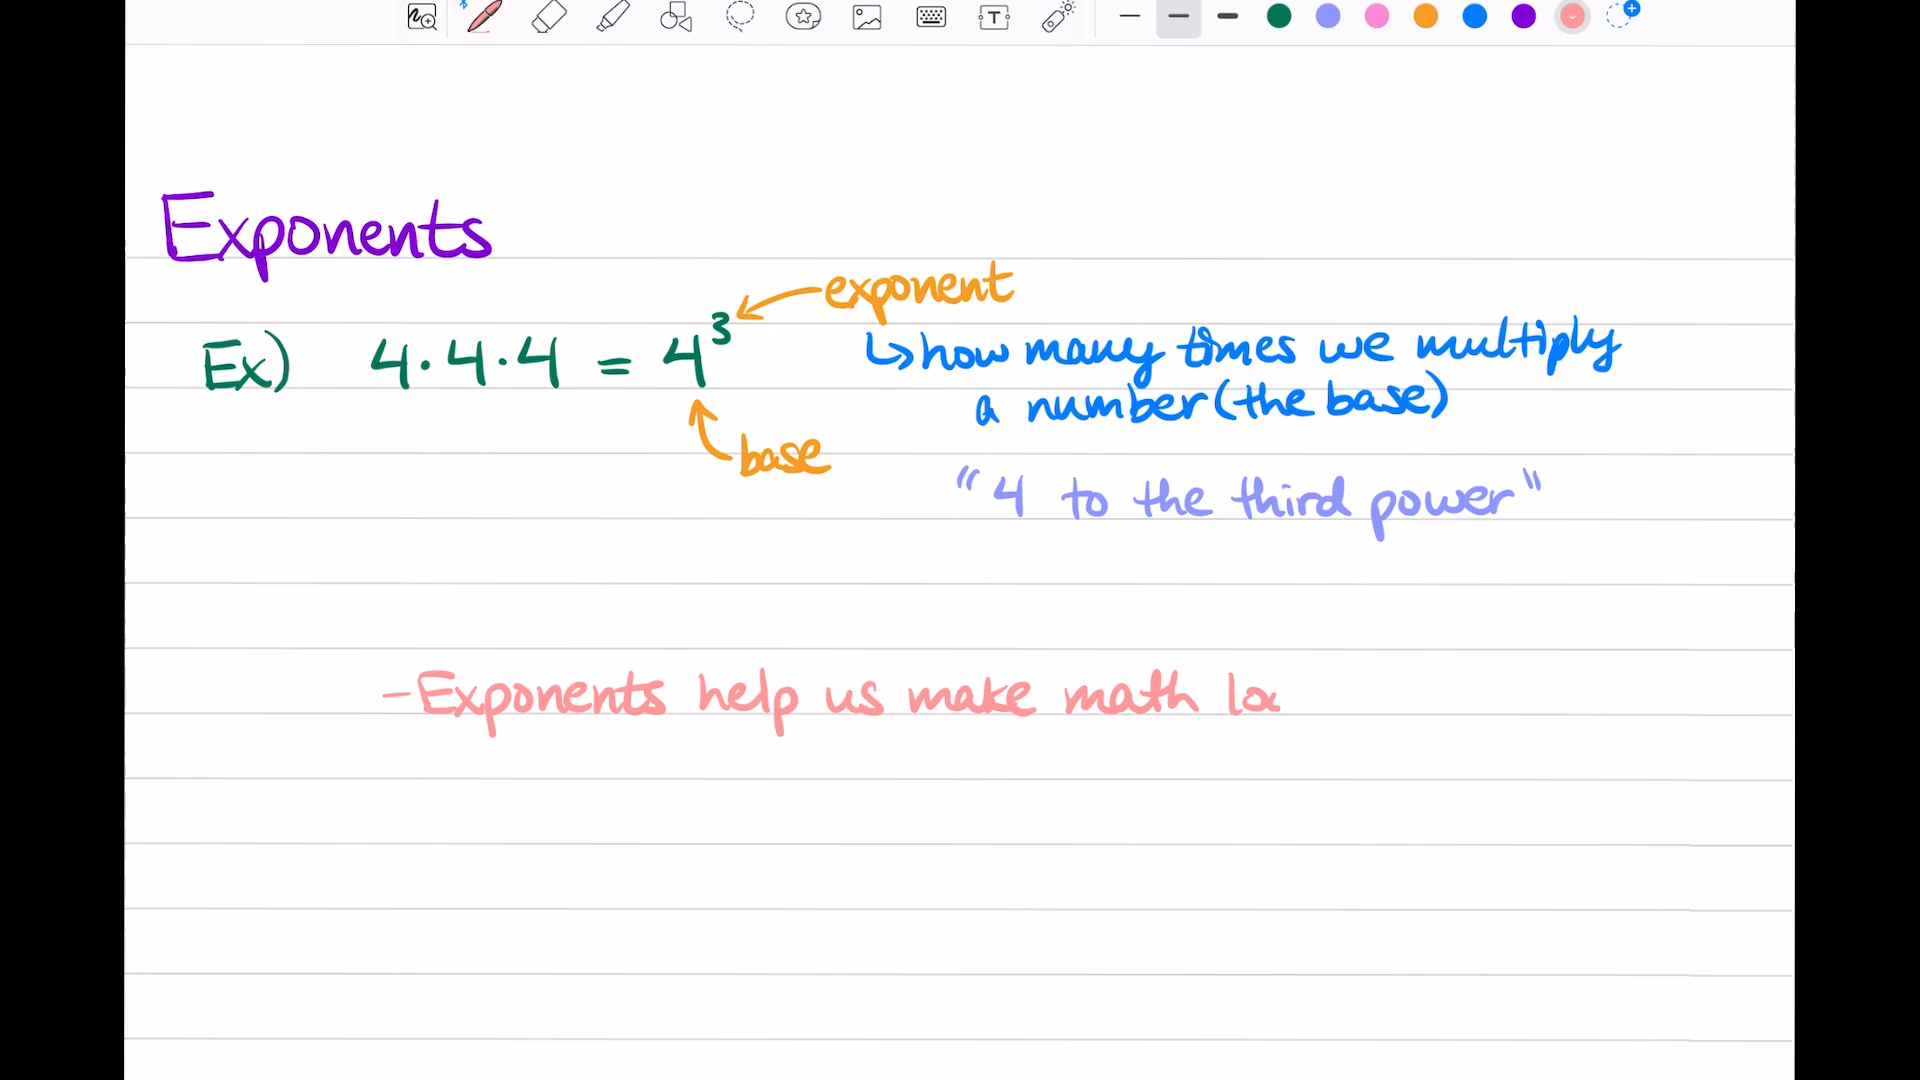 Exponents
exponent
Ex) 4·4·4 = 4³
↳ how many times we multiply
a number (the base)
base
"4 to the third power"
-Exponents help us make math lo